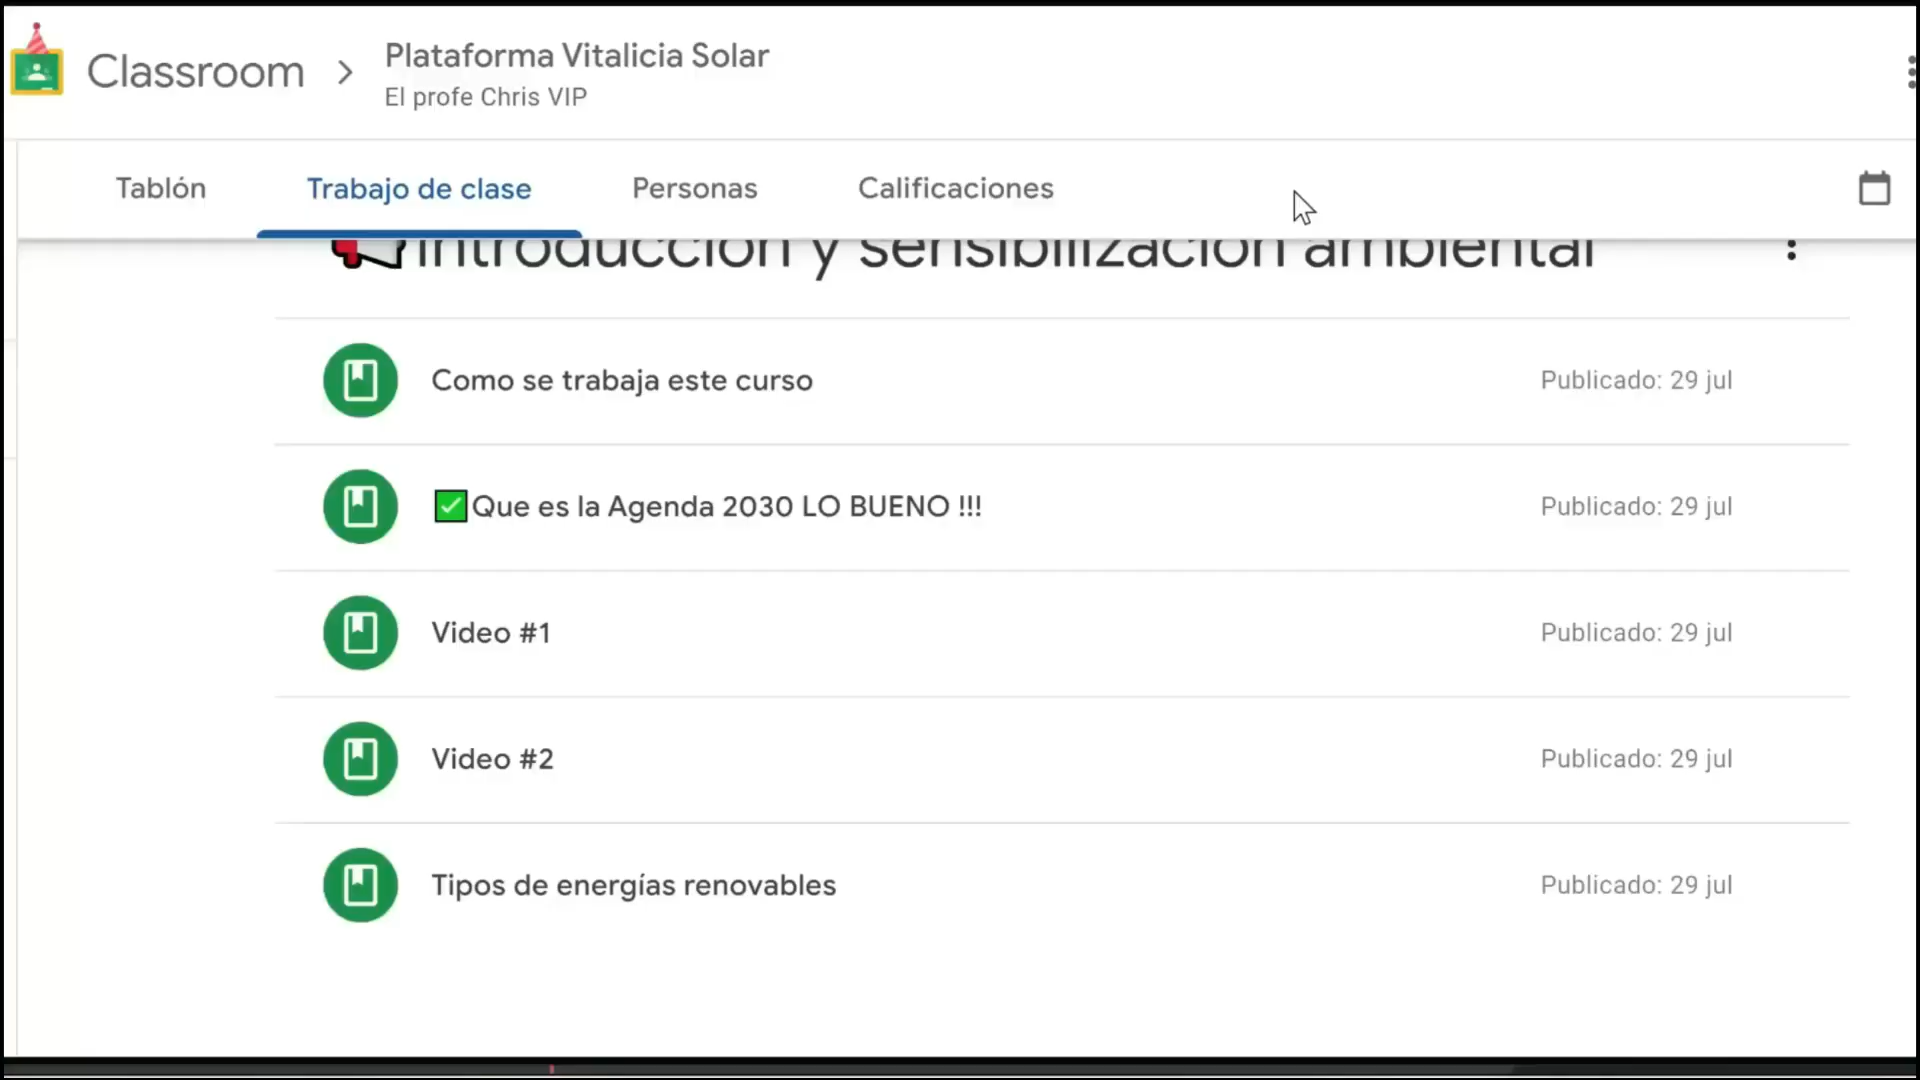 Classroom
Plataforma Vitalicia Solar
El profe Chris VIP
Tablón
Trabajo de clase
Personas
Calificaciones
Introducción y sensibilización ambiental
Como se trabaja este curso
Publicado: 29 jul
✅Que es la Agenda 2030 LO BUENO !!!
Publicado: 29 jul
Video #1
Publicado: 29 jul
Video #2
Publicado: 29 jul
Tipos de energías renovables
Publicado: 29 jul